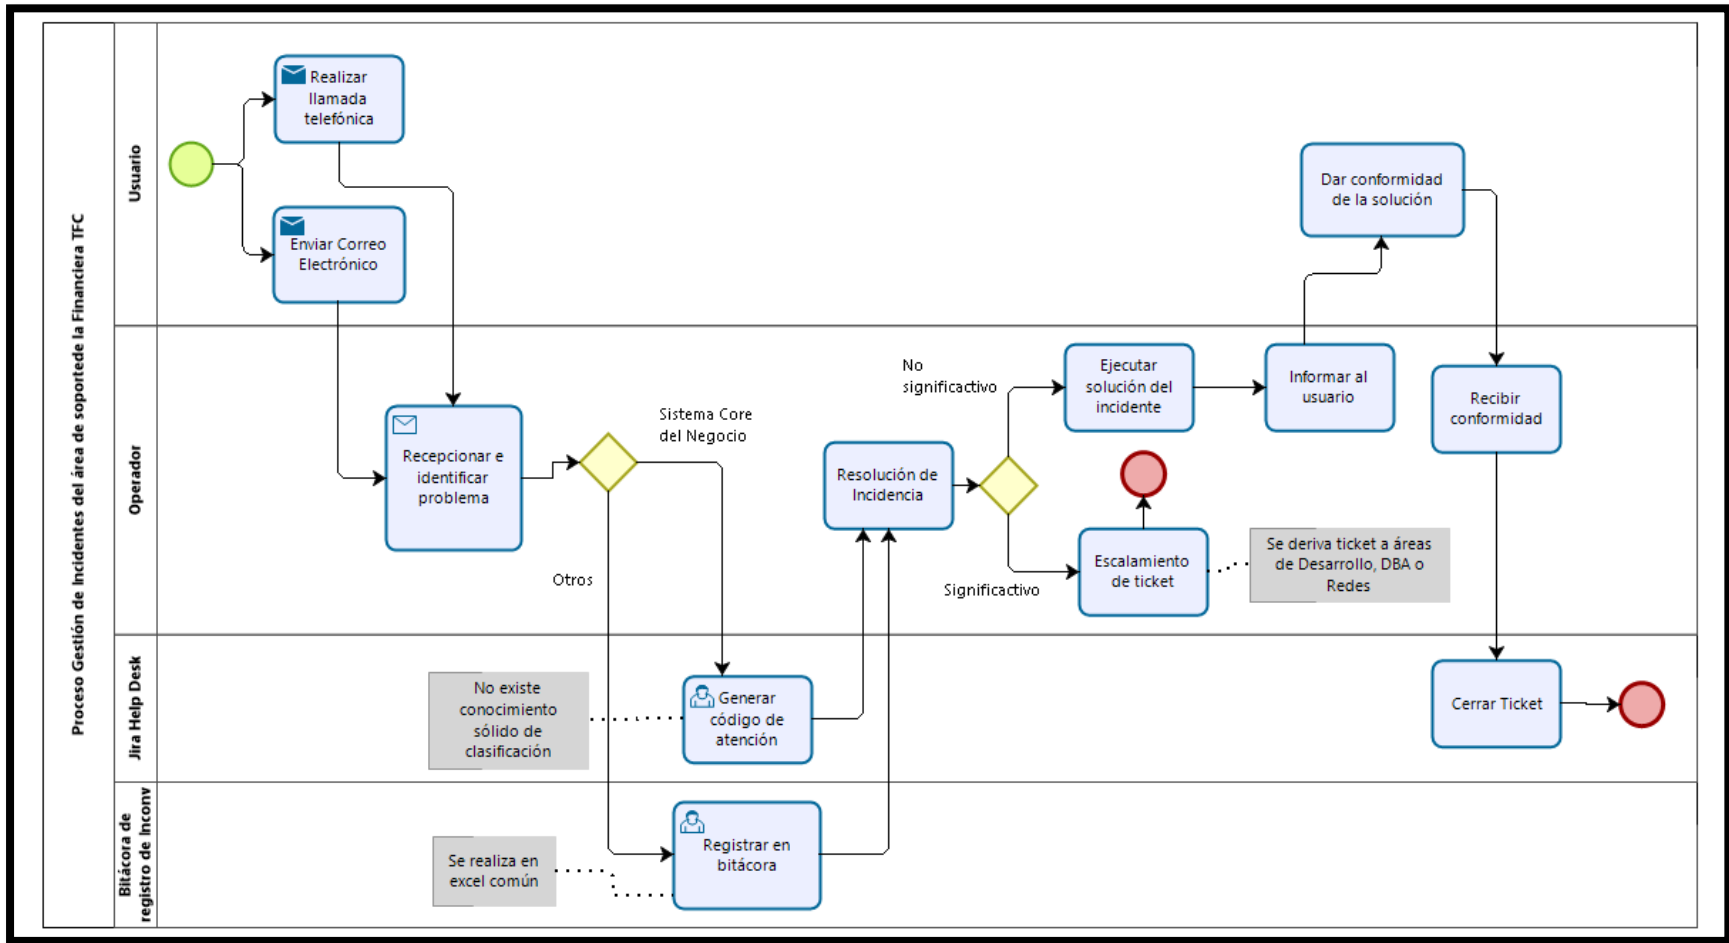 Proceso Gestión de Incidentes del área de soportede la Financiera TFC
Usuario
Realizar
llamada
telefónica
Enviar Correo
Electrónico
Dar conformidad
de la solución
Operador
Recepcionar e
identificar
problema
Sistema Core
del Negocio
Otros
Resolución de
Incidencia
No
significactivo
Significactivo
Ejecutar
solución del
incidente
Informar al
usuario
Recibir
conformidad
Escalamiento
de ticket
Se deriva ticket a áreas
de Desarrollo, DBA o
Redes
Jira Help Desk
No existe
conocimiento
sólido de
clasificación
Generar
código de
atención
Cerrar Ticket
Bitácora de
registro de Inconv
Se realiza en
excel común
Registrar en
bitácora